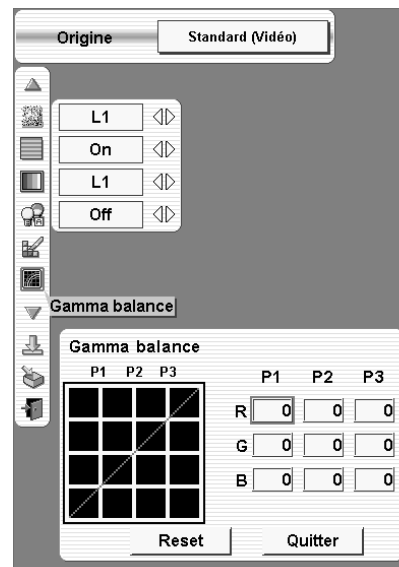 Origine Standard (Vidéo)
L1
On
L1
Off
Gamma balance
Gamma balance
P1 P2 P3
P1 P2 P3
R 0 0 0
G 0 0 0
B 0 0 0
Reset Quitter